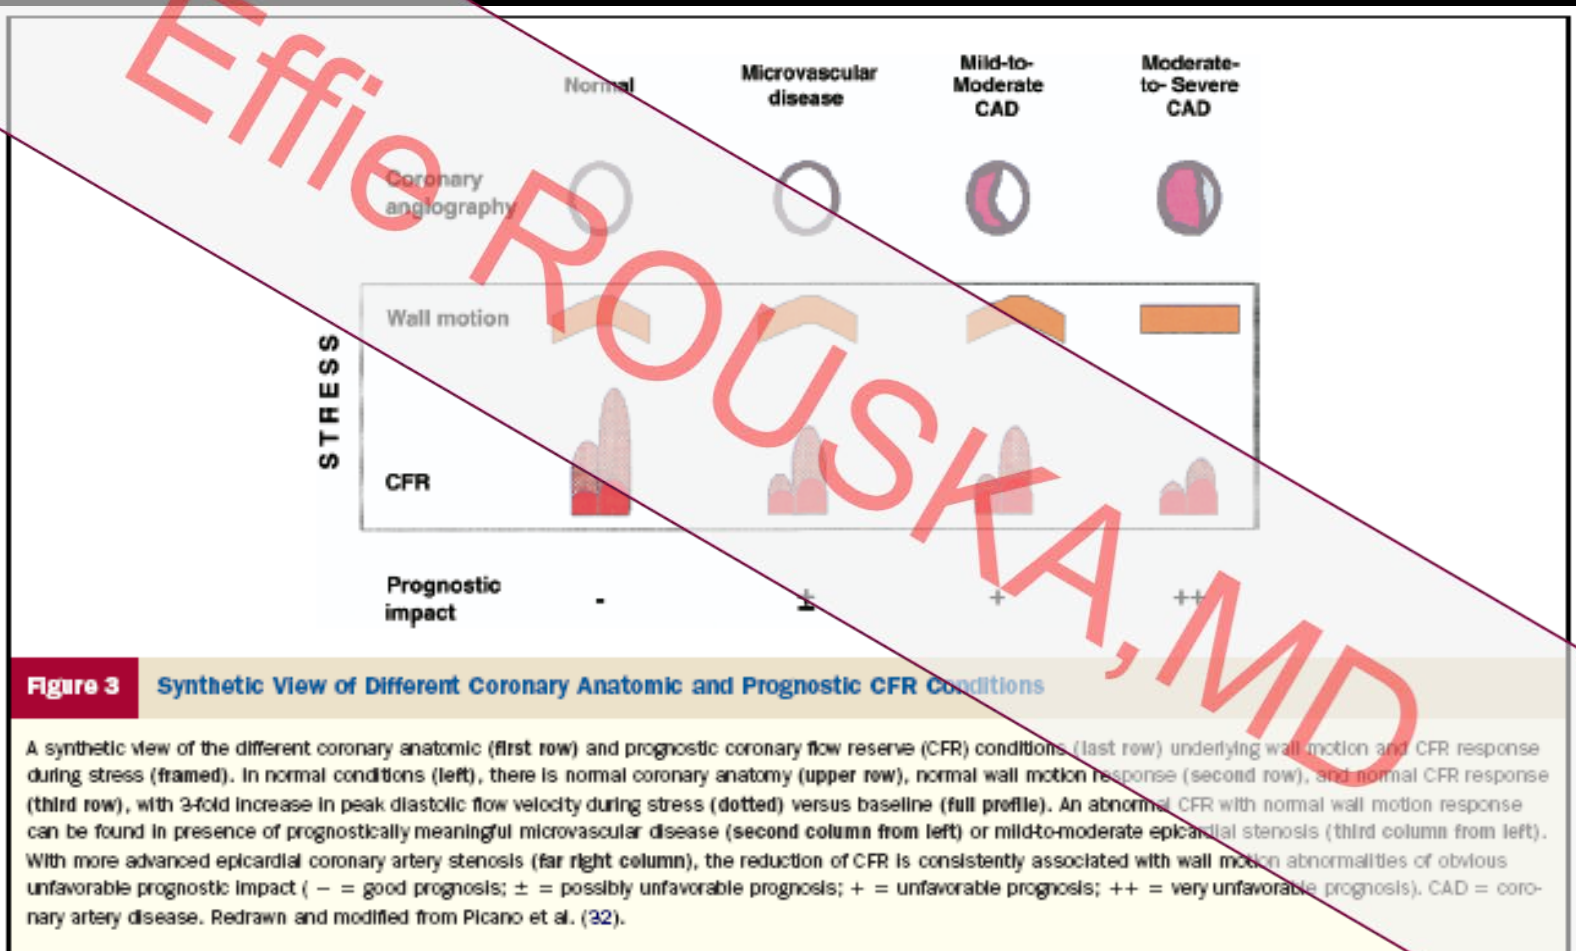 Effie ROUSKA, MD
Normal
Microvascular
disease
Mild-to-
Moderate
CAD
Moderate-
to- Severe
CAD
Coronary
angiography
STRESS
Wall motion
CFR
Prognostic
impact
- ± + ++
Figure 3 Synthetic View of Different Coronary Anatomic and Prognostic CFR Conditions
A synthetic view of the different coronary anatomic (first row) and prognostic coronary flow reserve (CFR) conditions (last row) underlying wall motion and CFR response
during stress (framed). In normal conditions (left), there is normal coronary anatomy (upper row), normal wall motion response (second row), and normal CFR response
(third row), with 3-fold increase in peak diastolic flow velocity during stress (dotted) versus baseline (full profile). An abnormal CFR with normal wall motion response
can be found in presence of prognostically meaningful microvascular disease (second column from left) or mild-to-moderate epicardial stenosis (third column from left).
With more advanced epicardial coronary artery stenosis (far right column), the reduction of CFR is consistently associated with wall motion abnormalities of obvious
unfavorable prognostic impact ( − = good prognosis; ± = possibly unfavorable prognosis; + = unfavorable prognosis; ++ = very unfavorable prognosis). CAD = coro-
nary artery disease. Redrawn and modified from Picano et al. (32).